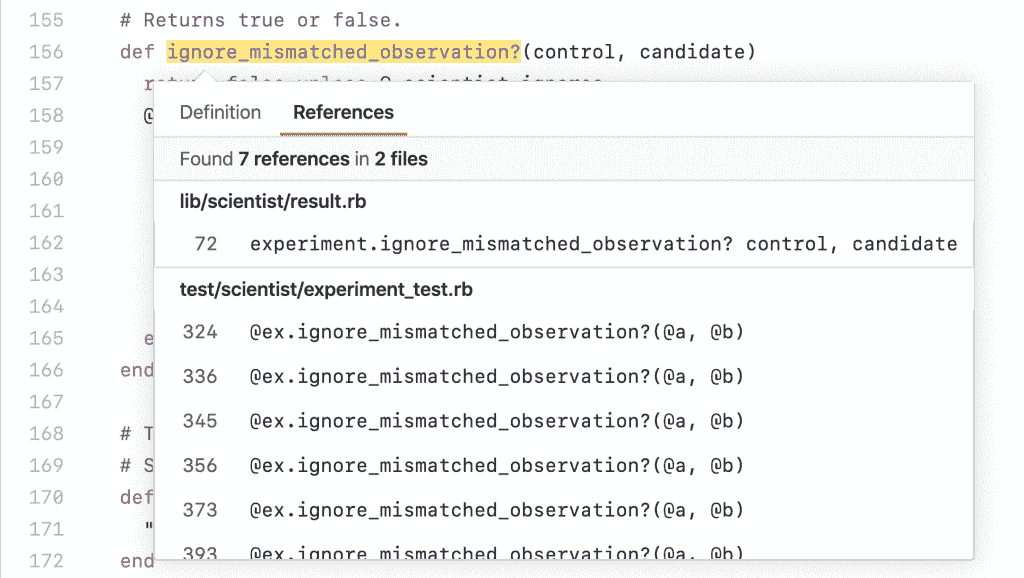 155 # Returns true or false.
156 def ignore_mismatched_observation?(control, candidate)
157
158 @
Definition References
159
Found 7 references in 2 files
160
lib/scientist/result.rb
161
162
72 experiment.ignore_mismatched_observation? control, candidate
163
test/scientist/experiment_test.rb
164
324 @ex.ignore_mismatched_observation?(@a, @b)
165 e
166 end
336 @ex.ignore_mismatched_observation?(@a, @b)
167
345 @ex.ignore_mismatched_observation?(@a, @b)
168 # T
169 # S
356 @ex.ignore_mismatched_observation?(@a, @b)
170 def
373 @ex.ignore_mismatched_observation?(@a, @b)
171 "
393 @ex.ignore_mismatched_observation?(@a, @b)
172 end